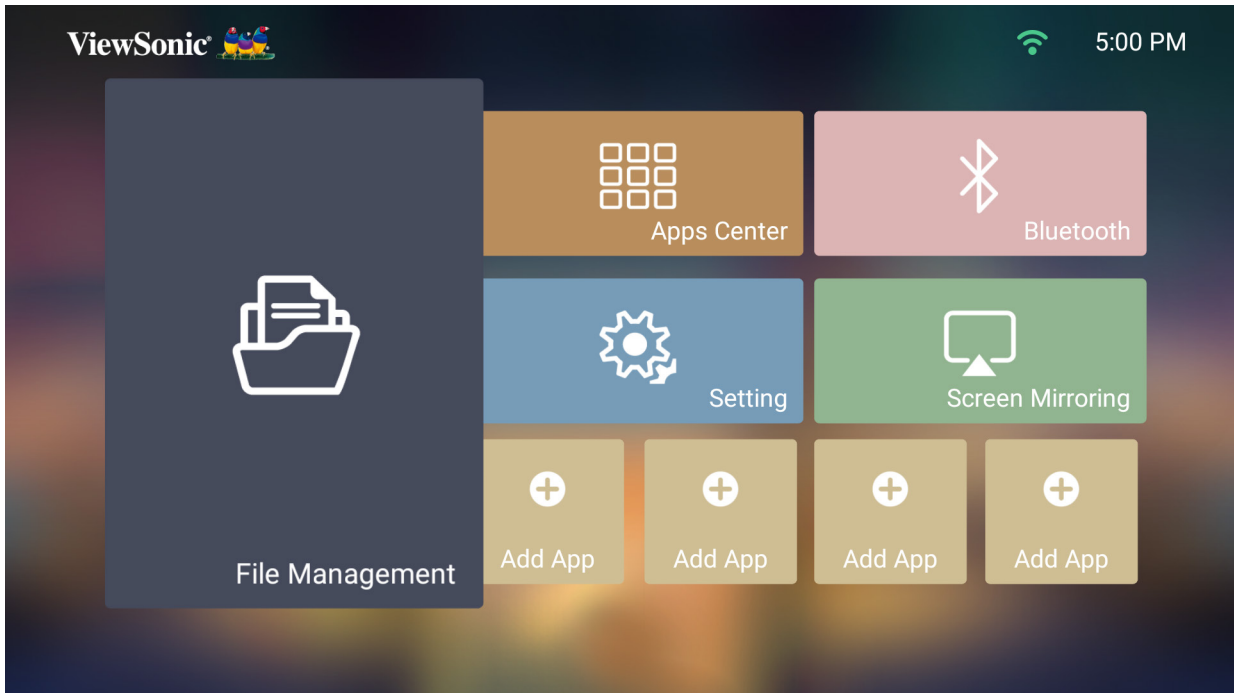 ViewSonic®
5:00 PM
Apps Center
Bluetooth
Setting
Screen Mirroring
File Management
Add App
Add App
Add App
Add App